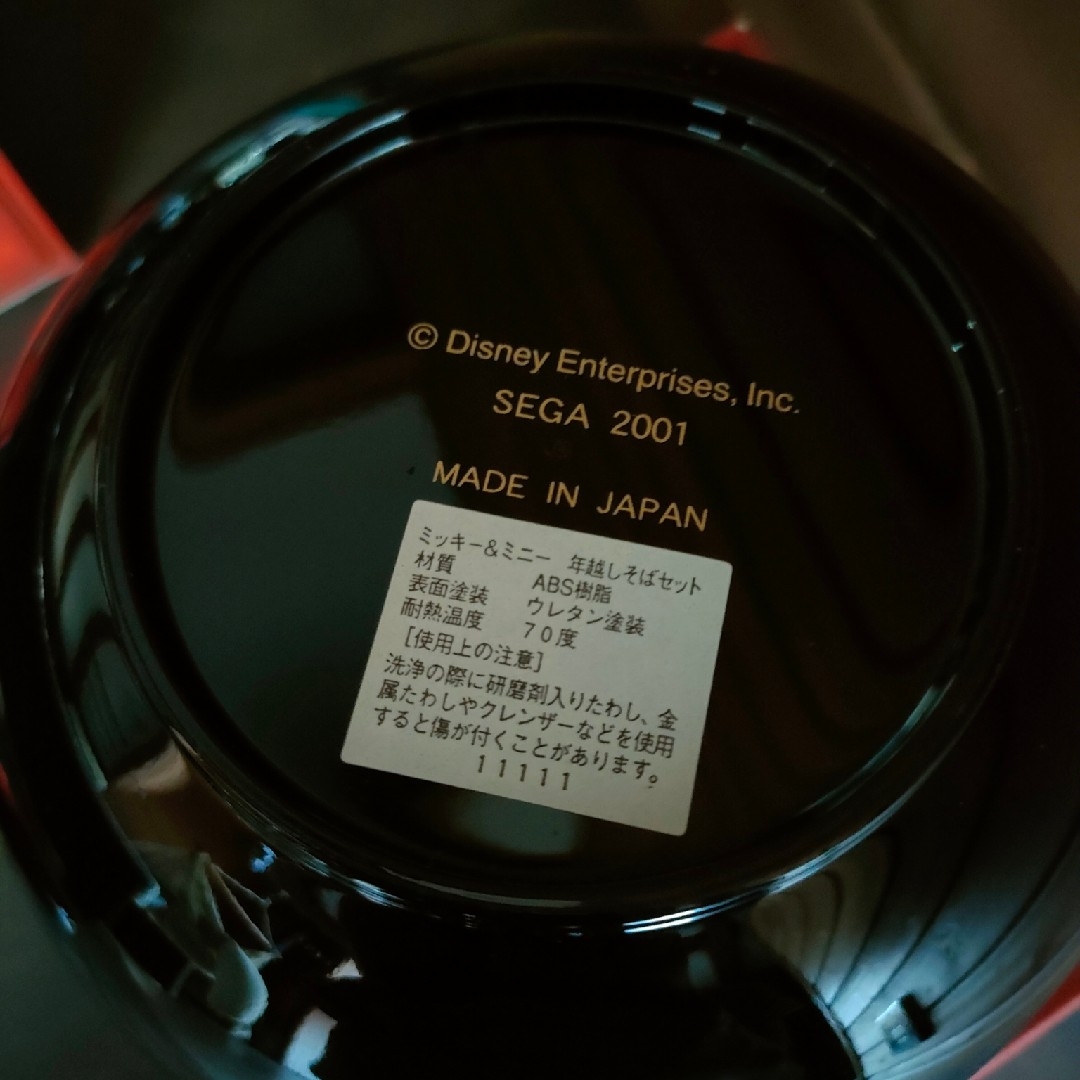 © Disney Enterprises, Inc.
SEGA 2001
MADE IN JAPAN
ミッキー&ミニー 年越しそばセット
材質 ABS樹脂
表面塗装 ウレタン塗装
耐熱温度 70度
[使用上の注意]
洗浄の際に研磨剤入りたわし、金
属たわしやクレンザーなどを使用
すると傷が付くことがあります。
11111